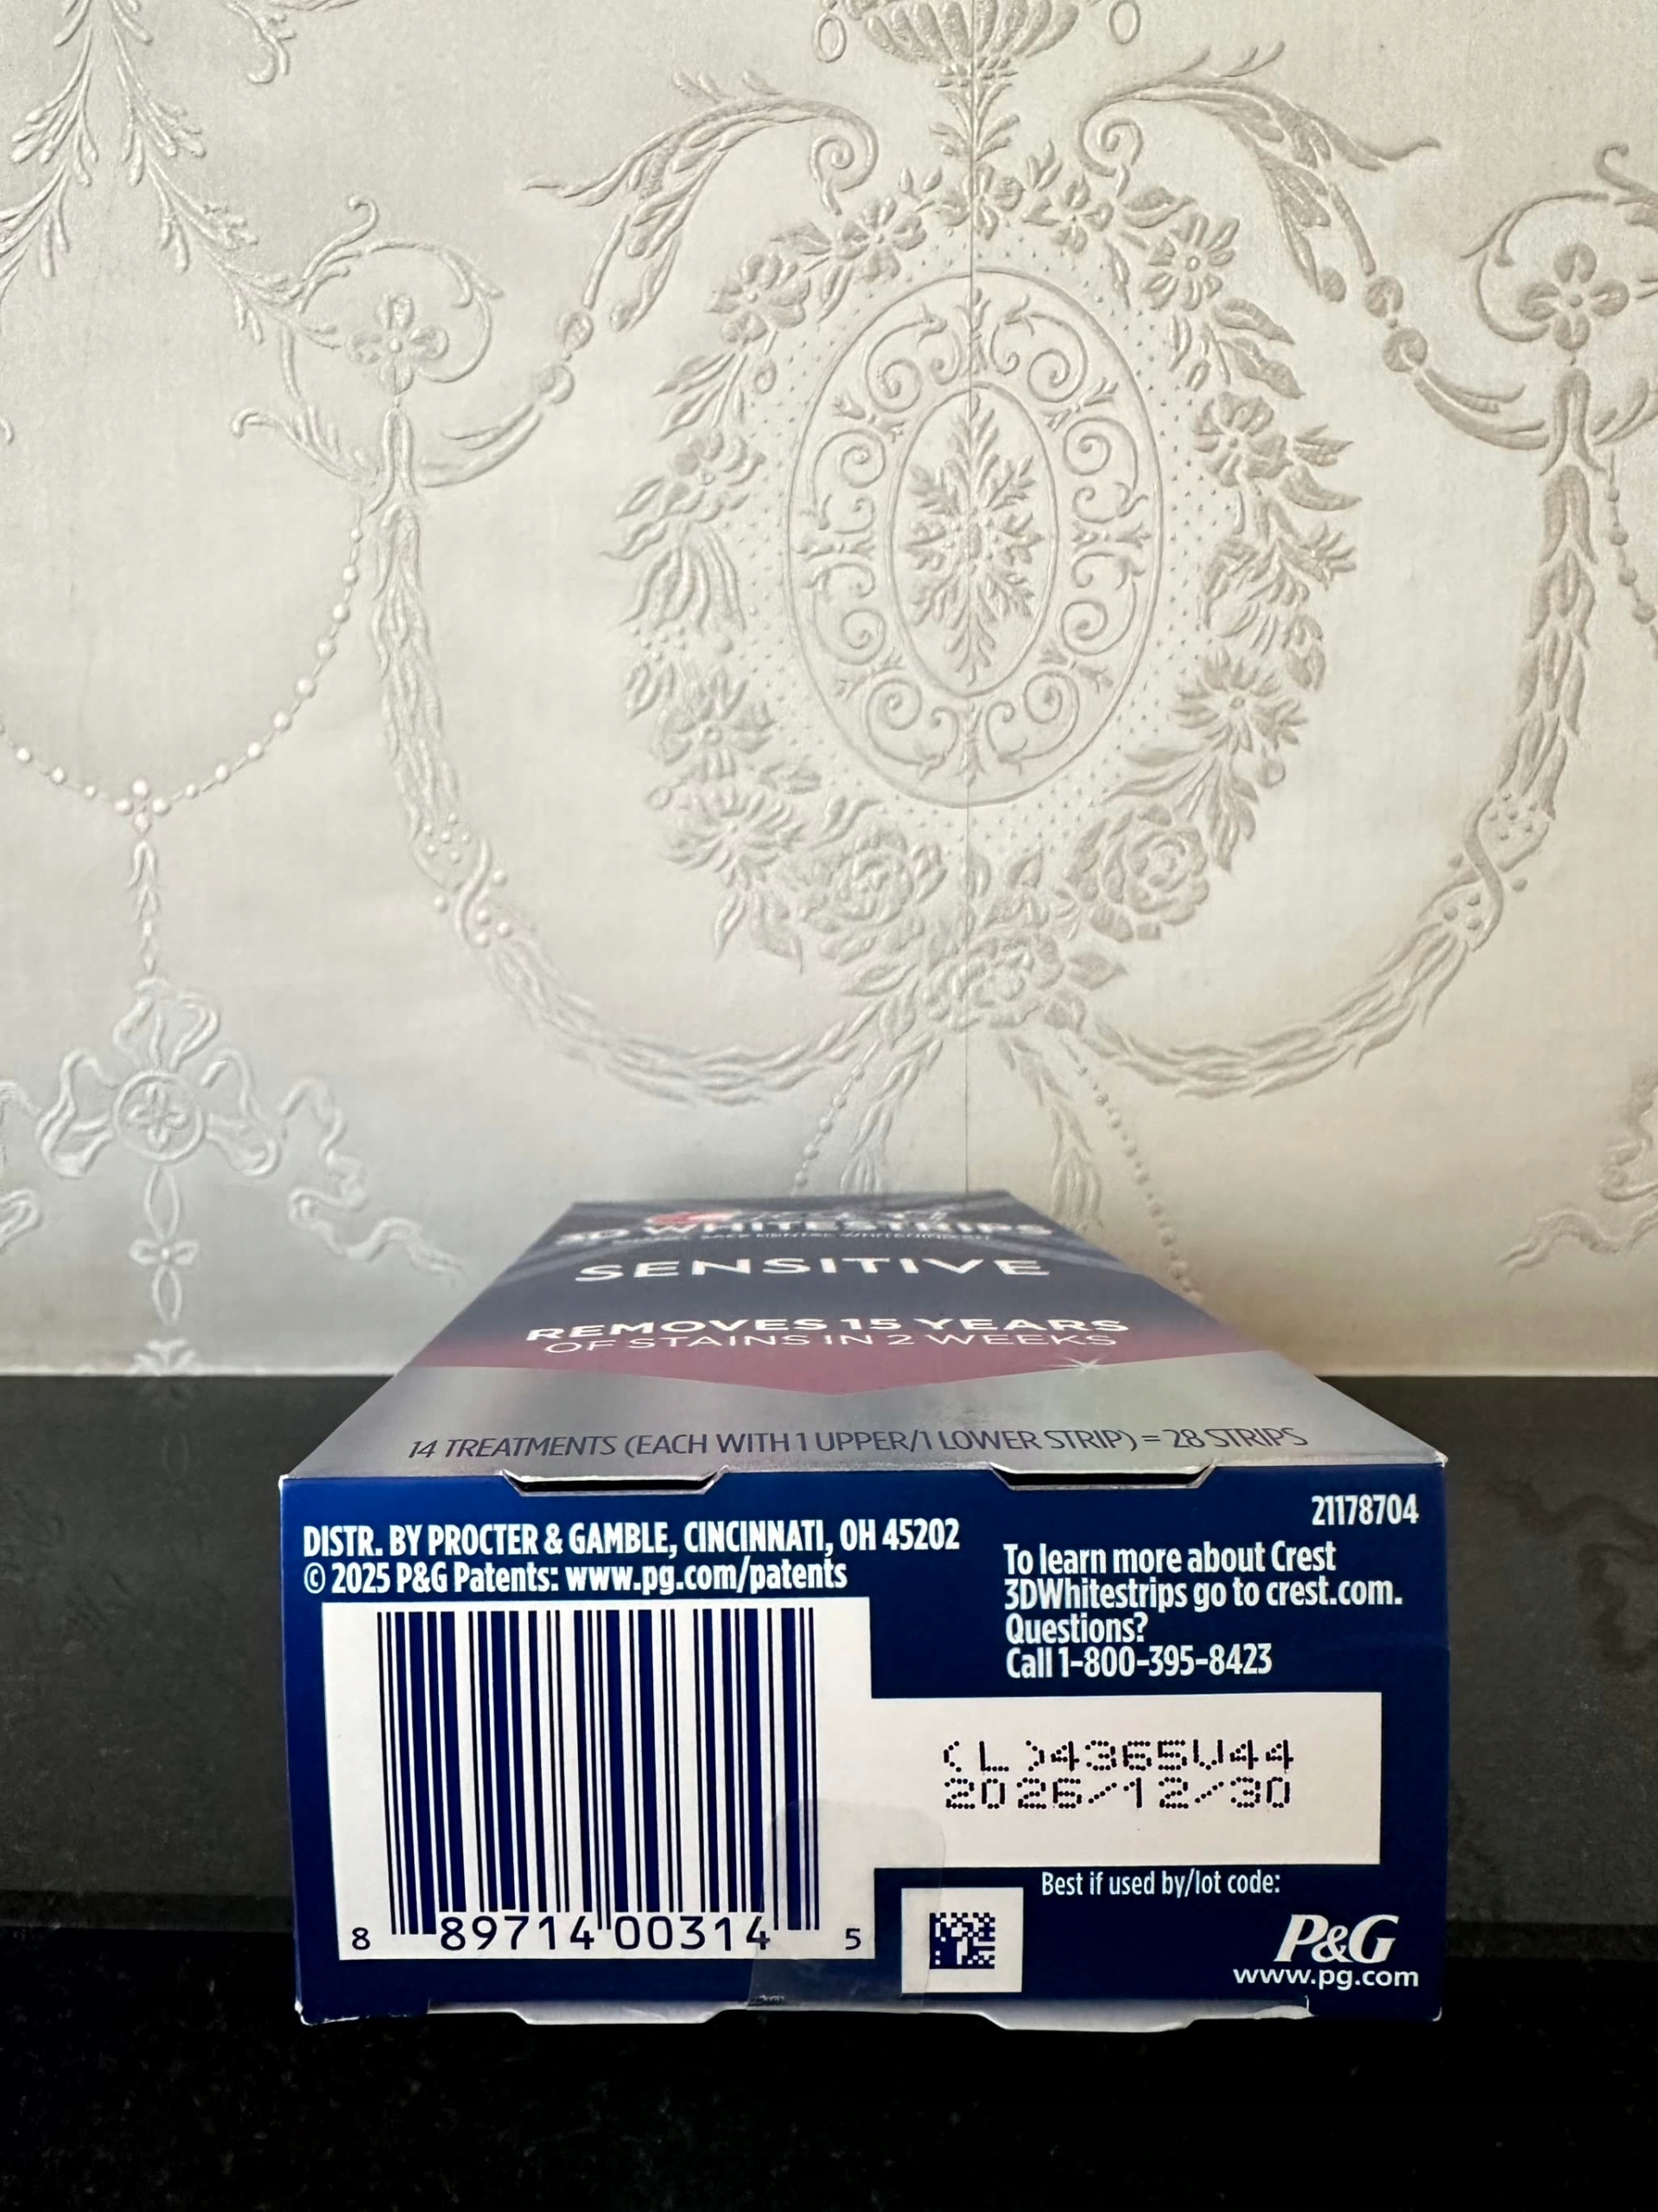 3D WHITESTRIPS
SENSITIVE
REMOVES 15 YEARS
OF STAINS IN 2 WEEKS
14 TREATMENTS (EACH WITH 1 UPPER/1 LOWER STRIP) = 28 STRIPS
DISTR. BY PROCTER & GAMBLE, CINCINNATI, OH 45202
© 2025 P&G Patents: www.pg.com/patents
8 89714 00314 5
21178704
To learn more about Crest
3DWhitestrips go to crest.com.
Questions?
Call 1-800-395-8423
(L)4365V44
2026/12/30
Best if used by/lot code:
P&G
www.pg.com